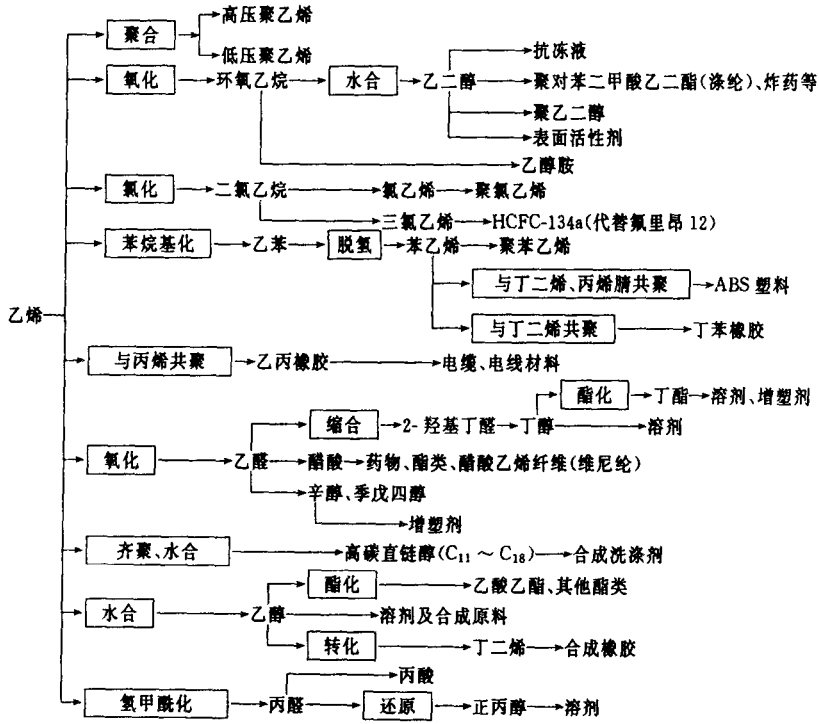 高压聚乙烯
聚合
低压聚乙烯
抗冻液
氧化 环氧乙烷 水合 乙二醇 聚对苯二甲酸乙二酯(涤纶)、炸药等
聚乙二醇
表面活性剂
乙醇胺
氯化 二氯乙烷 氯乙烯 聚氯乙烯
三氯乙烯 HCFC-134a(代替氟里昂12)
苯烷基化 乙苯 脱氢 苯乙烯 聚苯乙烯
与丁二烯、丙烯腈共聚 ABS塑料
乙烯
与丁二烯共聚 丁苯橡胶
与丙烯共聚 乙丙橡胶 电缆、电线材料
酯化 丁酯 溶剂、增塑剂
缩合 2-羟基丁醛 丁醇 溶剂
氧化 乙醛 醋酸 药物、酯类、醋酸乙烯纤维(维尼纶)
辛醇、季戊四醇
增塑剂
齐聚、水合 高碳直链醇(C₁₁～C₁₈) 合成洗涤剂
酯化 乙酸乙酯、其他酯类
水合 乙醇 溶剂及合成原料
转化 丁二烯 合成橡胶
丙酸
氢甲酰化 丙醛 还原 正丙醇 溶剂